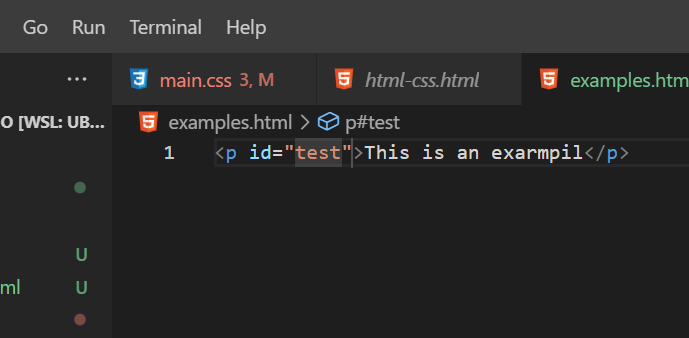 Go Run Terminal Help
... main.css 3, M html-css.html examples.htm
O [WSL: UB... examples.html > p#test
1 <p id="test">This is an exarmpil</p>
U
ml U